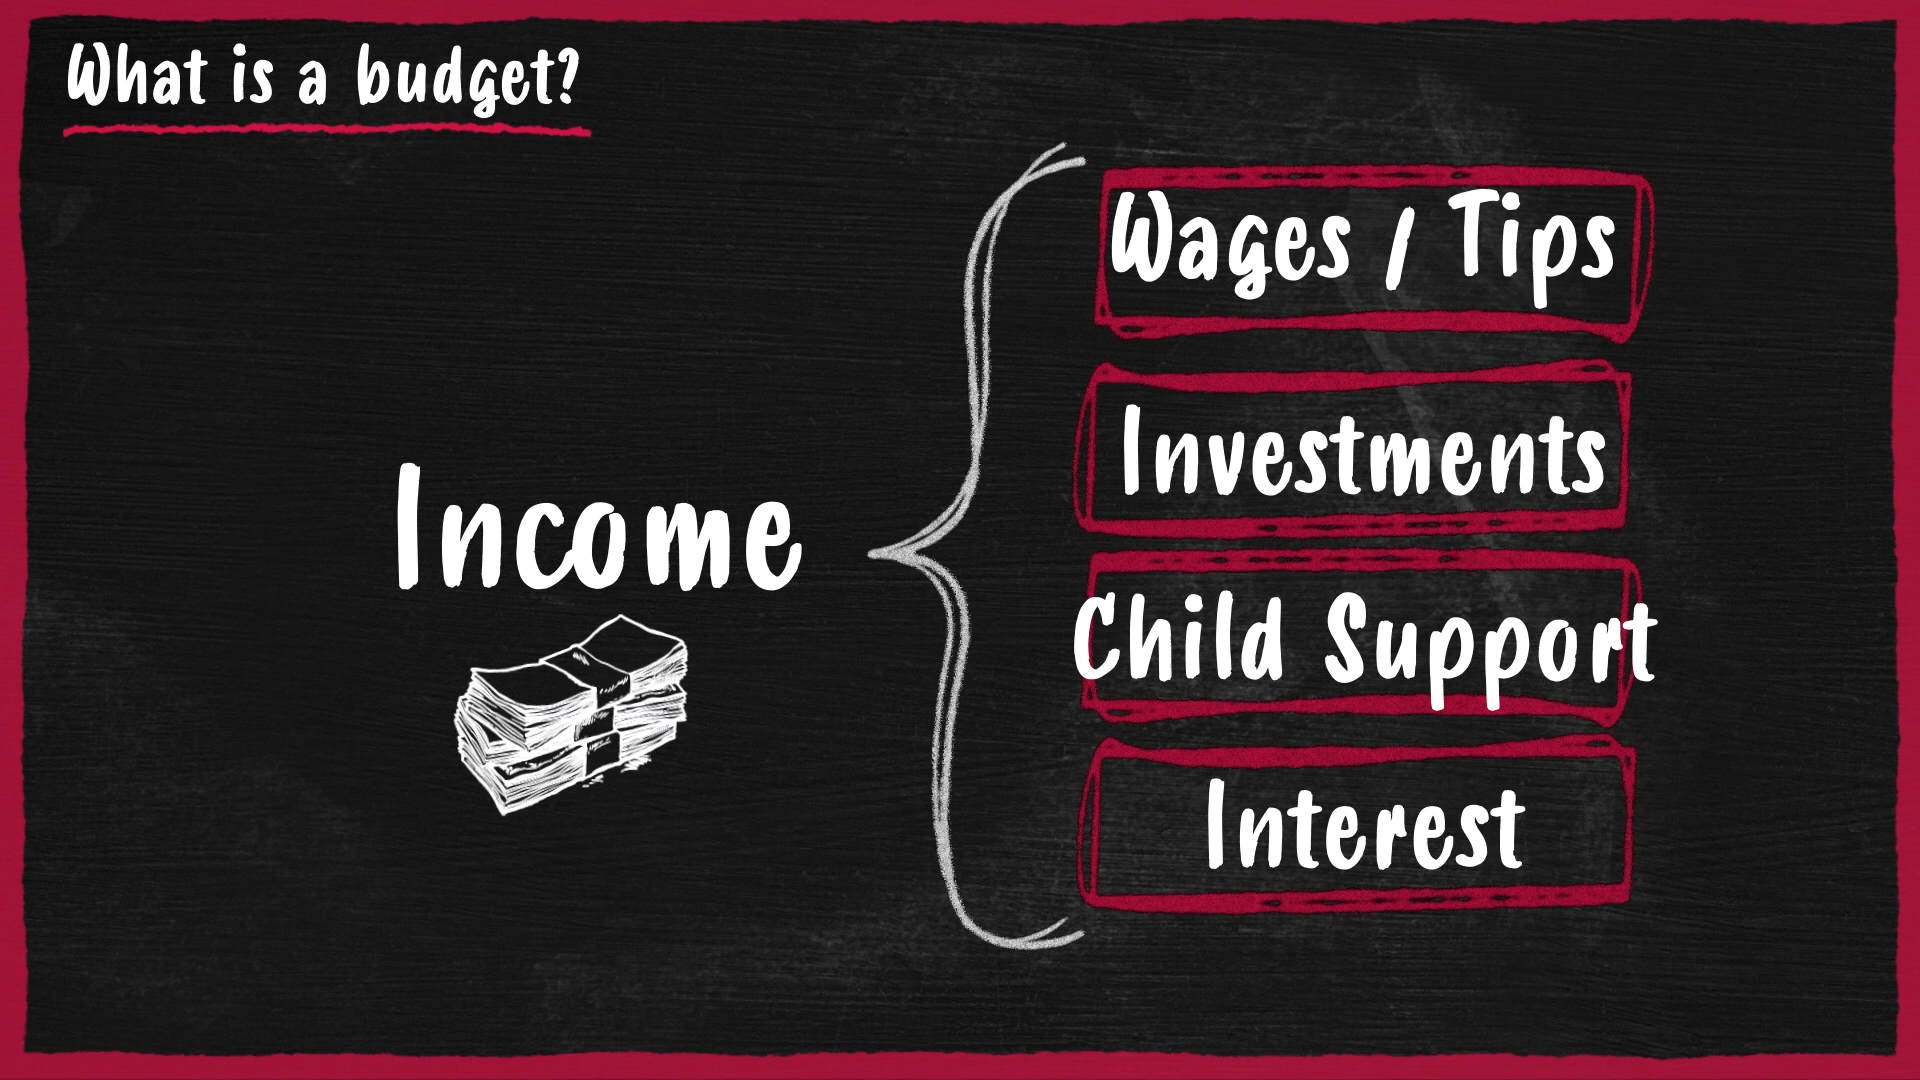 What is a budget?
Income
Wages / Tips
Investments
Child Support
Interest